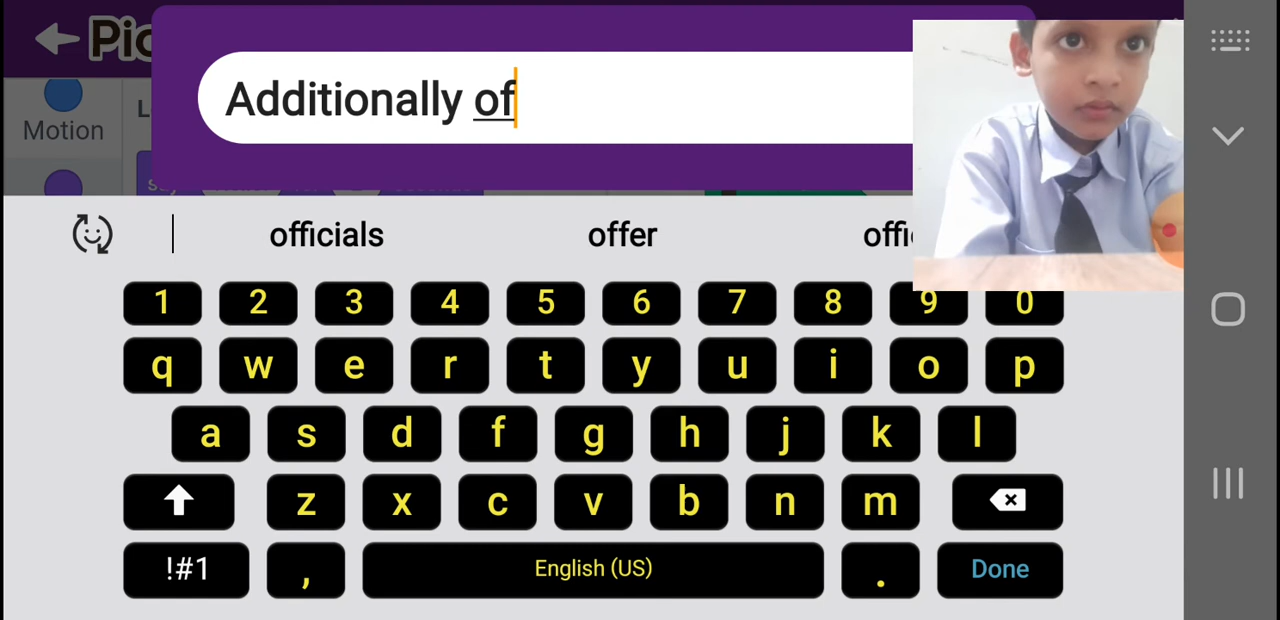 Pic
Additionally of
Motion
L
officials offer offi
1 2 3 4 5 6 7 8 9 0
q w e r t y u i o p
a s d f g h j k l
z x c v b n m
!#1 , English (US) . Done